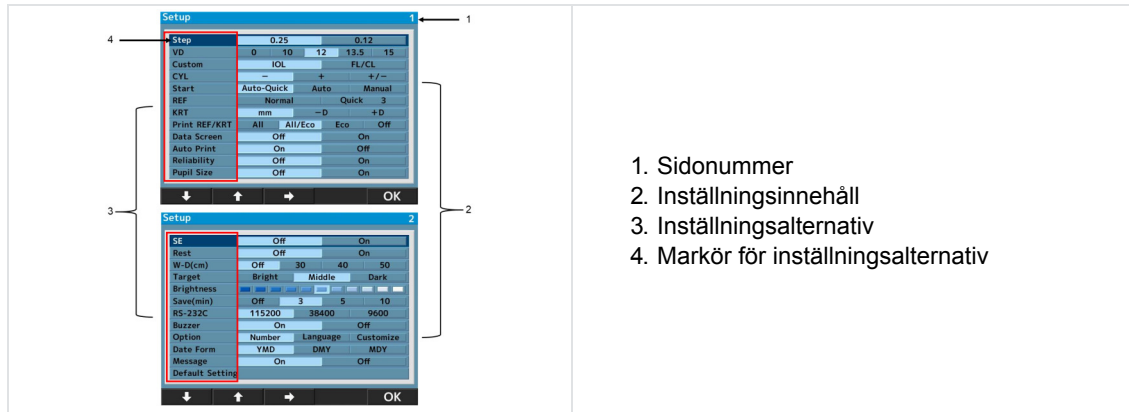 Setup 1
1
4
Step 0.25 0.12
VD 0 10 12 13.5 15
Custom IOL FL/CL
CYL − + +/−
Start Auto-Quick Auto Manual
REF Normal Quick 3
KRT mm −D +D
Print REF/KRT All All/Eco Eco Off
Data Screen Off On
Auto Print On Off
Reliability Off On
Pupil Size Off On
OK
3
2
Setup 2
SE Off On
Rest Off On
W-D(cm) Off 30 40 50
Target Bright Middle Dark
Brightness
Save(min) Off 3 5 10
RS-232C 115200 38400 9600
Buzzer On Off
Option Number Language Customize
Date Form YMD DMY MDY
Message On Off
Default Setting
OK
1. Sidonummer
2. Inställningsinnehåll
3. Inställningsalternativ
4. Markör för inställningsalternativ